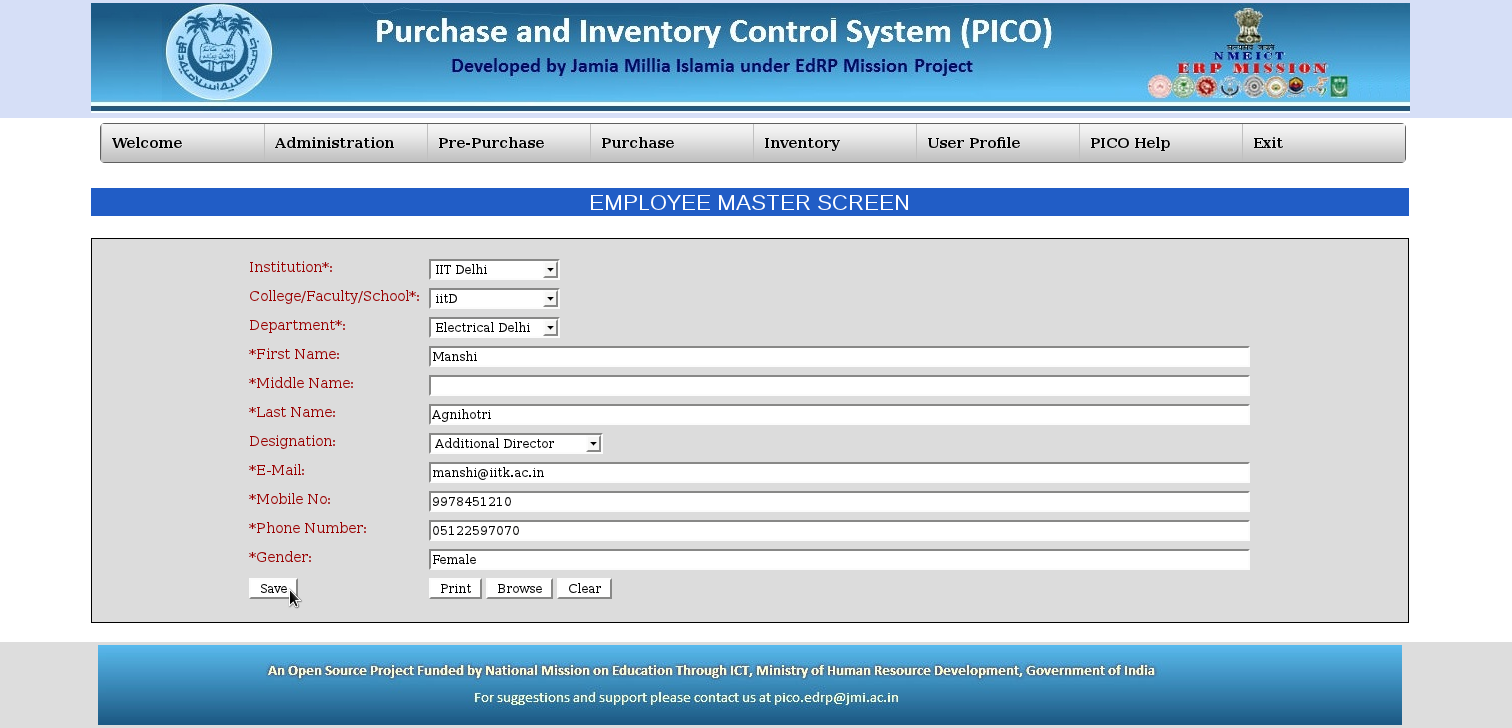 Purchase and Inventory Control System (PICO)
Developed by Jamia Millia Islamia under EdRP Mission Project
NMEICT
ERP MISSION
Welcome Administration Pre-Purchase Purchase Inventory User Profile PICO Help Exit
EMPLOYEE MASTER SCREEN
Institution*: IIT Delhi
College/Faculty/School*: iitD
Department*: Electrical Delhi
*First Name: Manshi
*Middle Name:
*Last Name: Agnihotri
Designation: Additional Director
*E-Mail: manshi@iitk.ac.in
*Mobile No: 9978451210
*Phone Number: 05122597070
*Gender: Female
Save Print Browse Clear
An Open Source Project Funded by National Mission on Education Through ICT, Ministry of Human Resource Development, Government of India
For suggestions and support please contact us at pico.edrp@jmi.ac.in